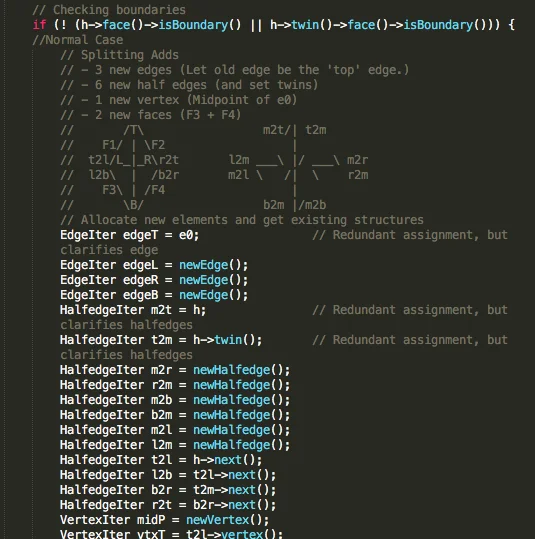 // Checking boundaries
if (! (h->face()->isBoundary() || h->twin()->face()->isBoundary())) {
//Normal Case
    // Splitting Adds
    // - 3 new edges (Let old edge be the 'top' edge.)
    // - 6 new half edges (and set twins)
    // - 1 new vertex (Midpoint of e0)
    // - 2 new faces (F3 + F4)
    //       /T\                m2t/| t2m
    //    F1/ | \F2                 |
    //  t2l/L_|_R\r2t      l2m ___\ |/ ___\ m2r
    //  l2b\  |  /b2r      m2l \   /|  \    r2m
    //    F3\ | /F4                 |
    //       \B/                b2m |/m2b
    // Allocate new elements and get existing structures
    EdgeIter edgeT = e0;               // Redundant assignment, but
    clarifies edge
    EdgeIter edgeL = newEdge();
    EdgeIter edgeR = newEdge();
    EdgeIter edgeB = newEdge();
    HalfedgeIter m2t = h;              // Redundant assignment, but
    clarifies halfedges
    HalfedgeIter t2m = h->twin();      // Redundant assignment, but
    clarifies halfedges
    HalfedgeIter m2r = newHalfedge();
    HalfedgeIter r2m = newHalfedge();
    HalfedgeIter m2b = newHalfedge();
    HalfedgeIter b2m = newHalfedge();
    HalfedgeIter m2l = newHalfedge();
    HalfedgeIter l2m = newHalfedge();
    HalfedgeIter t2l = h->next();
    HalfedgeIter l2b = t2l->next();
    HalfedgeIter b2r = t2m->next();
    HalfedgeIter r2t = b2r->next();
    VertexIter midP = newVertex();
    VertexIter vtxT = t2l->vertex();